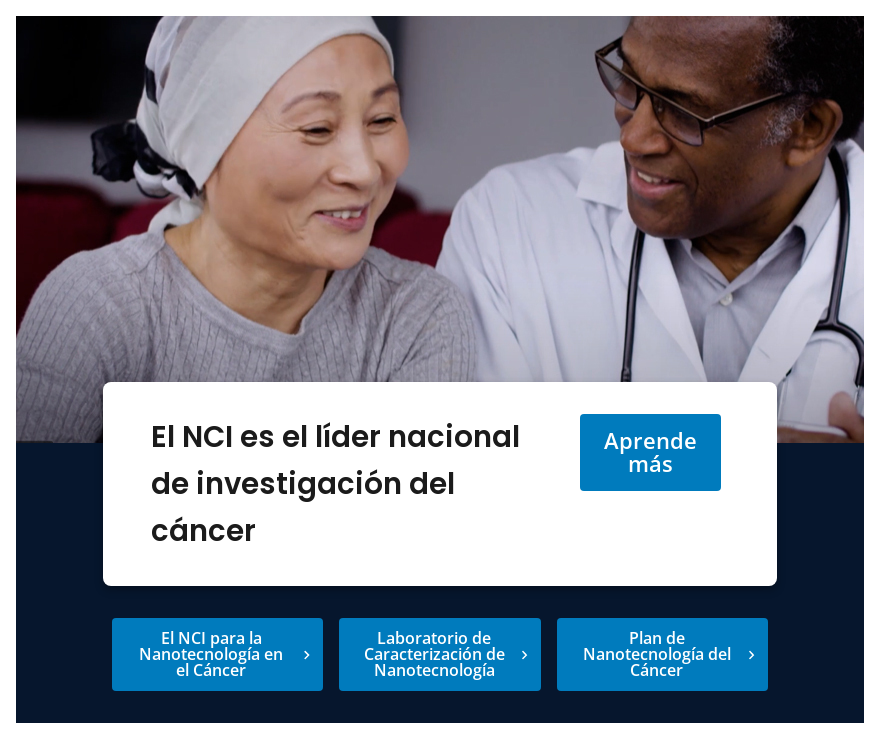 El NCI es el líder nacional
de investigación del
cáncer
Aprende
más
El NCI para la
Nanotecnología en
el Cáncer
Laboratorio de
Caracterización de
Nanotecnología
Plan de
Nanotecnología del
Cáncer